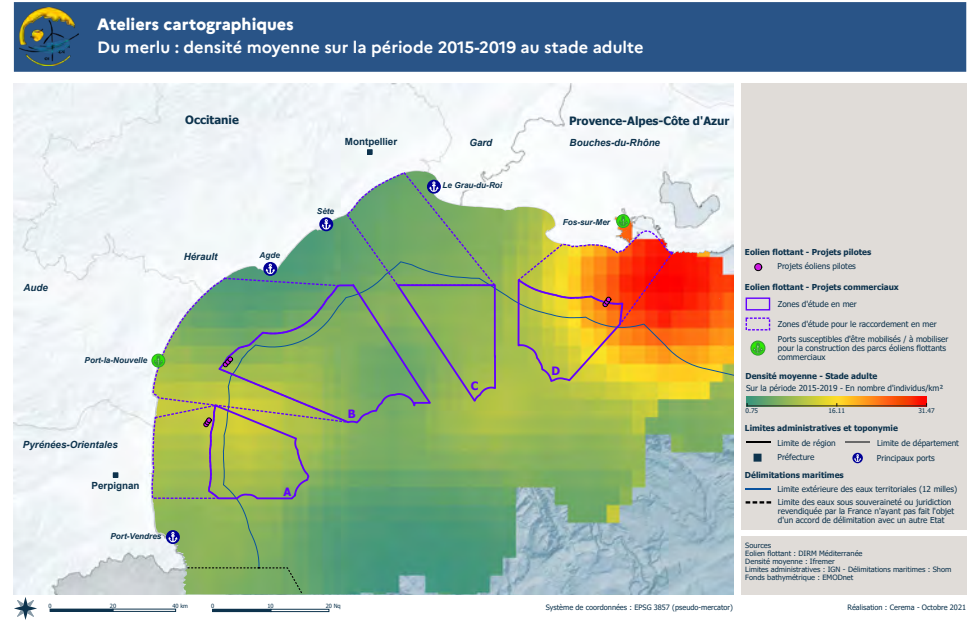 Ateliers cartographiques
Du merlu : densité moyenne sur la période 2015-2019 au stade adulte
Occitanie
Provence-Alpes-Côte d'Azur
Montpellier
Gard
Bouches-du-Rhône
Le Grau-du-Roi
Sète
Fos-sur-Mer
Hérault
Agde
Aude
Port-la-Nouvelle
D
C
B
Pyrénées-Orientales
Perpignan
A
Port-Vendres
Eolien flottant - Projets pilotes
Projets éoliens pilotes
Eolien flottant - Projets commerciaux
Zones d'étude en mer
Zones d'étude pour le raccordement en mer
Ports susceptibles d'être mobilisés / à mobiliser
pour la construction des parcs éoliens flottants
commerciaux
Densité moyenne - Stade adulte
Sur la période 2015-2019 - En nombre d'individus/km²
0.75 16.11 31.47
Limites administratives et toponymie
Limite de région Limite de département
Préfecture Principaux ports
Délimitations maritimes
Limite extérieure des eaux territoriales (12 milles)
Limite des eaux sous souveraineté ou juridiction
revendiquée par la France n'ayant pas fait l'objet
d'un accord de délimitation avec un autre Etat
Sources
Eolien flottant : DIRM Méditerranée
Densité moyenne : Ifremer
Limites administratives : IGN - Délimitations maritimes : Shom
Fonds bathymétrique : EMODnet
0 20 40 km
0 10 20 Nq
Système de coordonnées : EPSG 3857 (pseudo-mercator)
Réalisation : Cerema - Octobre 2021